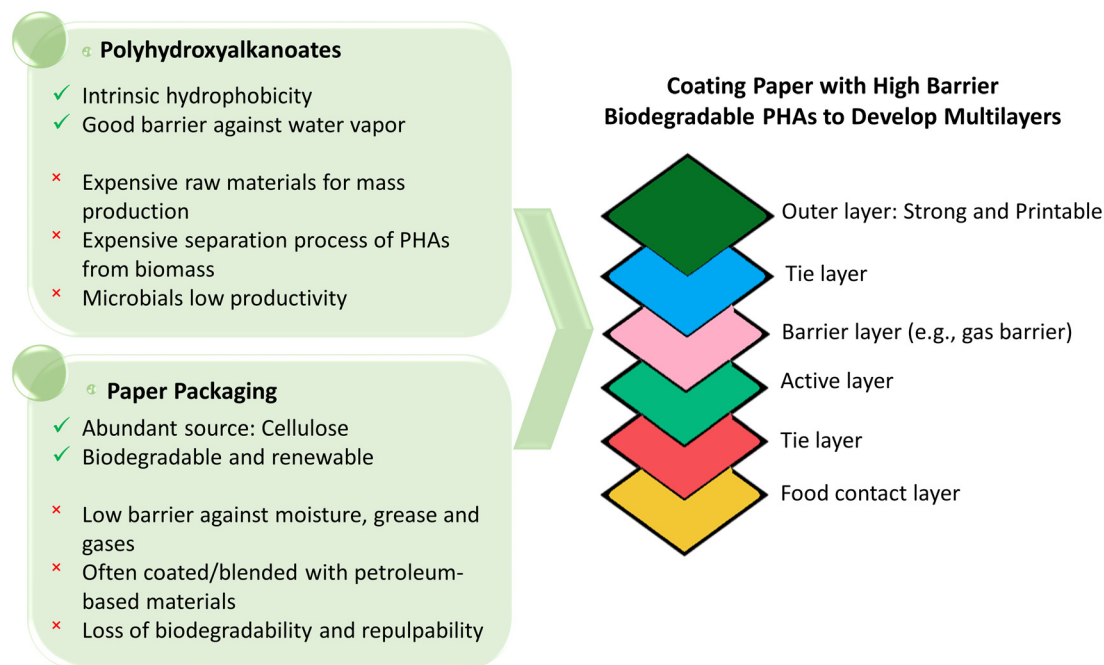 Polyhydroxyalkanoates
✓ Intrinsic hydrophobicity
✓ Good barrier against water vapor
× Expensive raw materials for mass
production
× Expensive separation process of PHAs
from biomass
× Microbials low productivity
Paper Packaging
✓ Abundant source: Cellulose
✓ Biodegradable and renewable
× Low barrier against moisture, grease and
gases
× Often coated/blended with petroleum-
based materials
× Loss of biodegradability and repulpability
Coating Paper with High Barrier
Biodegradable PHAs to Develop Multilayers
Outer layer: Strong and Printable
Tie layer
Barrier layer (e.g., gas barrier)
Active layer
Tie layer
Food contact layer